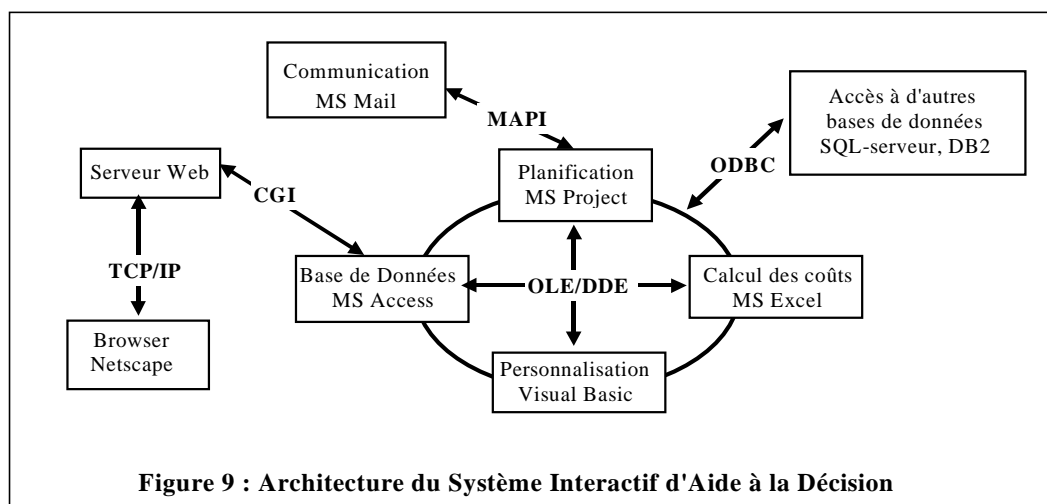 Communication
MS Mail
MAPI
Accès à d'autres
bases de données
SQL-serveur, DB2
ODBC
Serveur Web
CGI
Planification
MS Project
TCP/IP
Base de Données
MS Access
OLE/DDE
Calcul des coûts
MS Excel
Browser
Netscape
Personnalisation
Visual Basic
Figure 9 : Architecture du Système Interactif d'Aide à la Décision